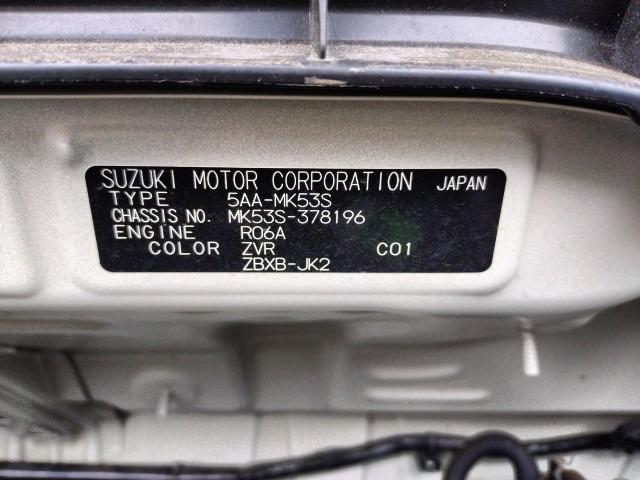 SUZUKI MOTOR CORPORATION JAPAN
TYPE 5AA-MK53S
CHASSIS NO. MK53S-378196
ENGINE R06A
COLOR ZVR C01
ZBXB-JK2